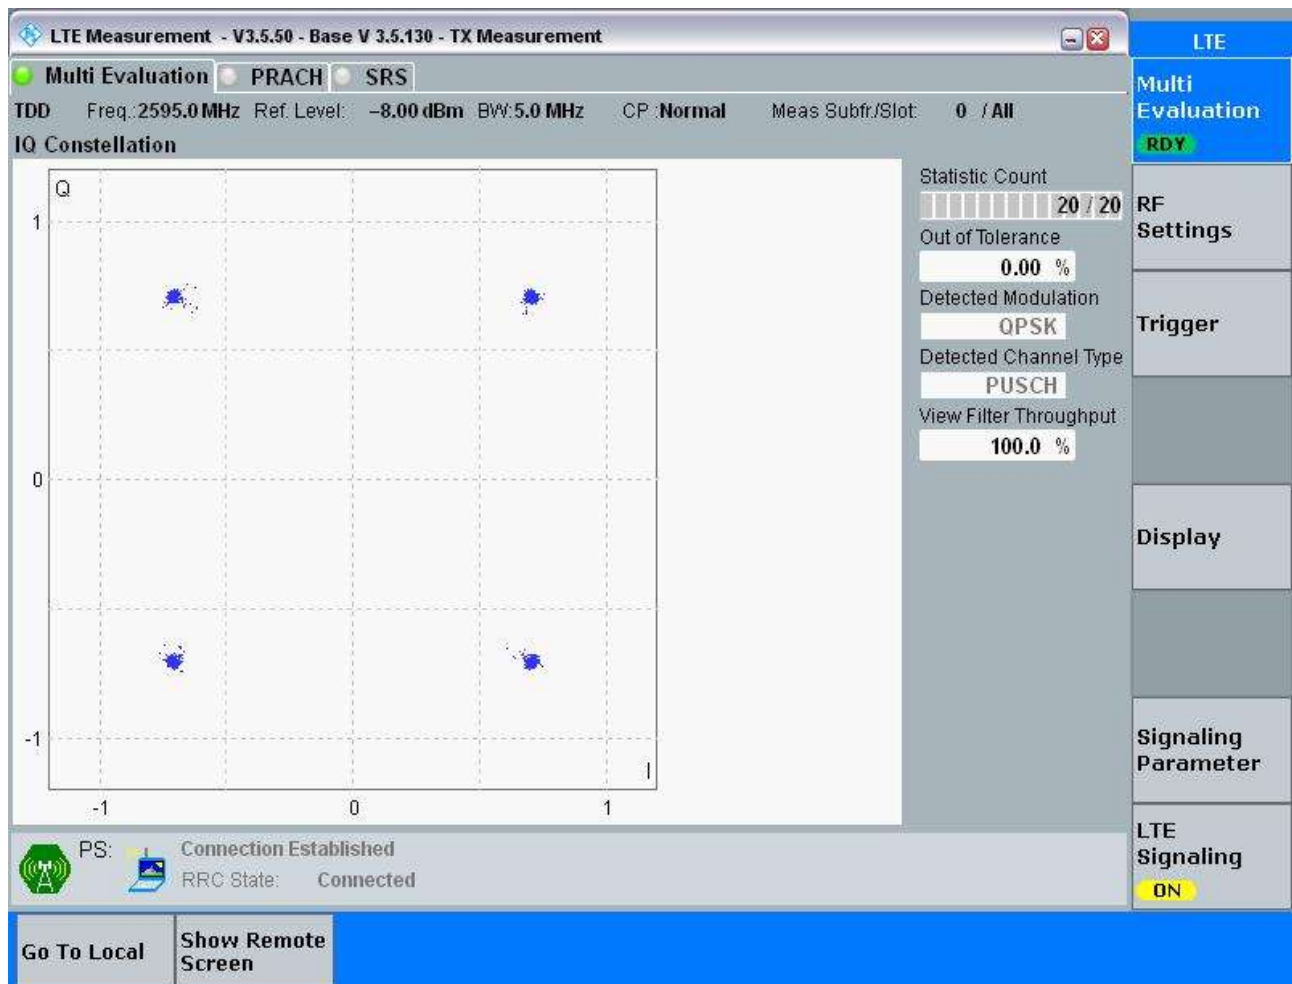 LTE Measurement - V3.5.50 - Base V 3.5.130 - TX Measurement
LTE
Multi Evaluation PRACH SRS
TDD Freq.:2595.0 MHz Ref. Level: -8.00 dBm BW:5.0 MHz CP :Normal Meas Subfr/Slot: 0 / All
IQ Constellation
Q
1
0
-1
-1 0 1
I
Statistic Count
20 / 20
Out of Tolerance
0.00 %
Detected Modulation
QPSK
Detected Channel Type
PUSCH
View Filter Throughput
100.0 %
Multi
Evaluation
RDY
RF
Settings
Trigger
Display
Signaling
Parameter
LTE
Signaling
ON
PS: Connection Established
RRC State: Connected
Go To Local
Show Remote
Screen